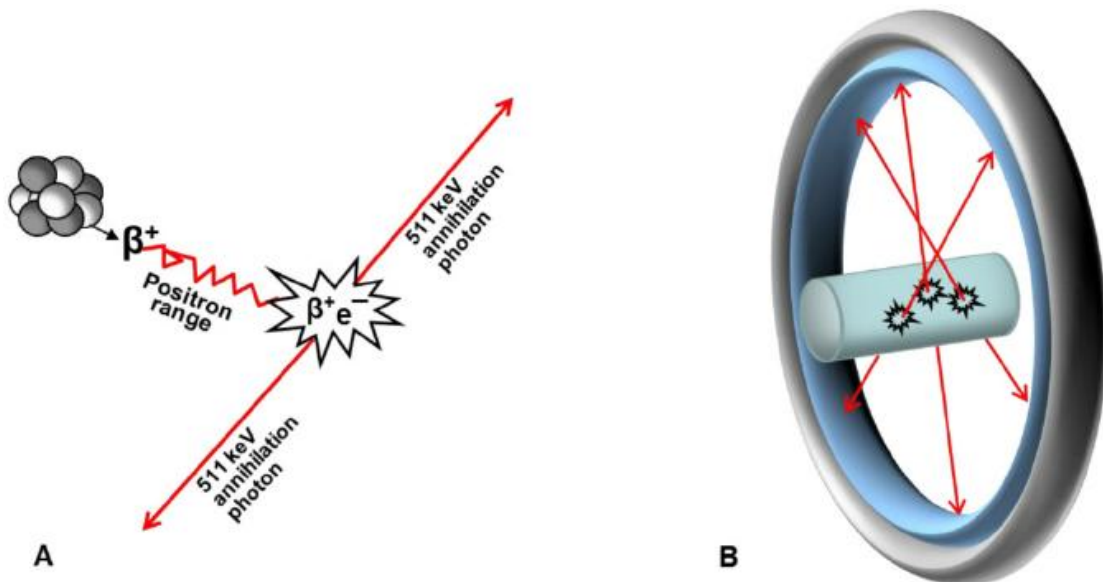 β⁺
Positron
range
β⁺e⁻
511 keV
annihilation
photon
511 keV
annihilation
photon
A
B